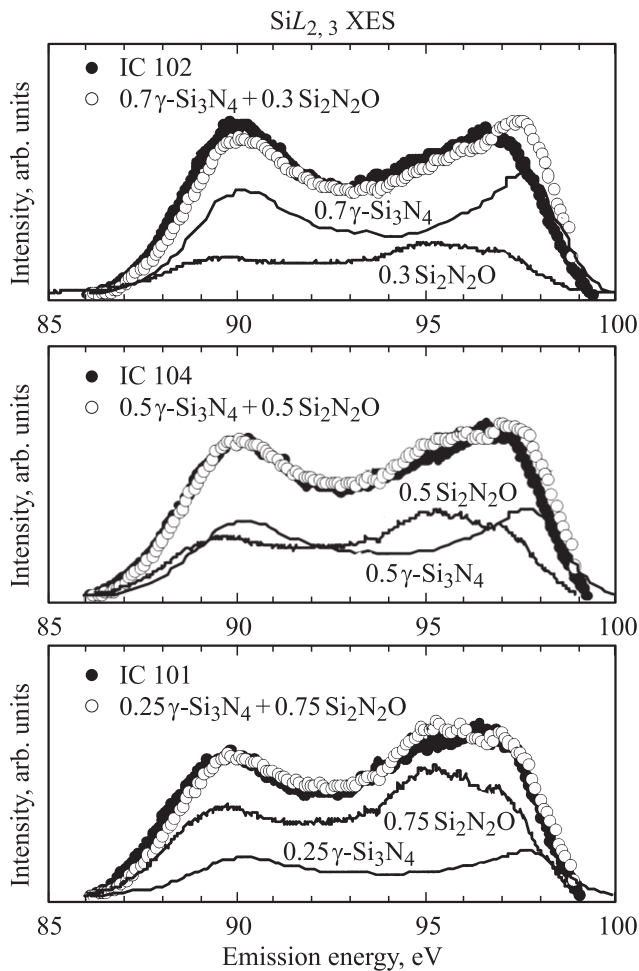 SiL₂,₃ XES
Intensity, arb. units
● IC 102
○ 0.7γ-Si₃N₄ + 0.3 Si₂N₂O
0.7γ-Si₃N₄
0.3 Si₂N₂O
85 90 95 100
Intensity, arb. units
● IC 104
○ 0.5γ-Si₃N₄ + 0.5 Si₂N₂O
0.5 Si₂N₂O
0.5γ-Si₃N₄
85 90 95 100
Intensity, arb. units
● IC 101
○ 0.25γ-Si₃N₄ + 0.75 Si₂N₂O
0.75 Si₂N₂O
0.25γ-Si₃N₄
85 90 95 100
Emission energy, eV